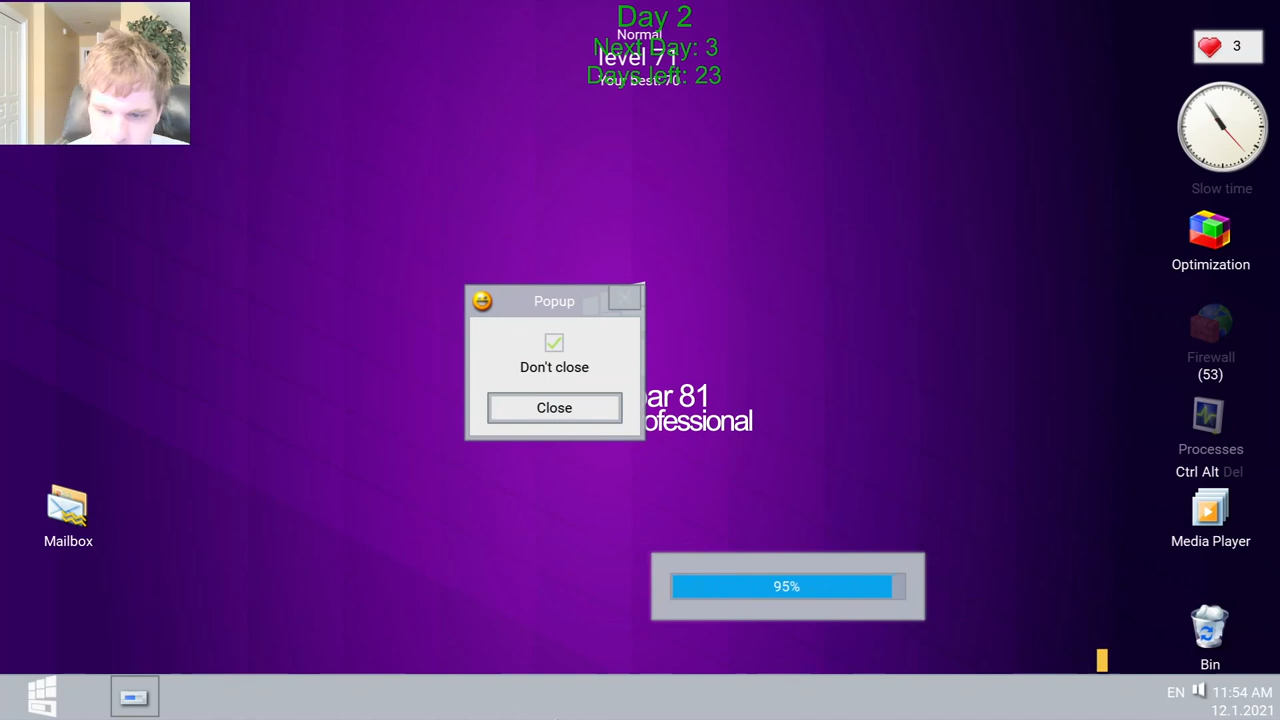 Day 2
Normal
Next Day: 3
level 71
Days left: 23
Your best: 70
3
Slow time
Optimization
Popup
Don't close
Close
Firewall
(53)
bar 81
ofessional
Processes
Ctrl Alt Del
Mailbox
Media Player
95%
Bin
EN 11:54 AM
12.1.2021